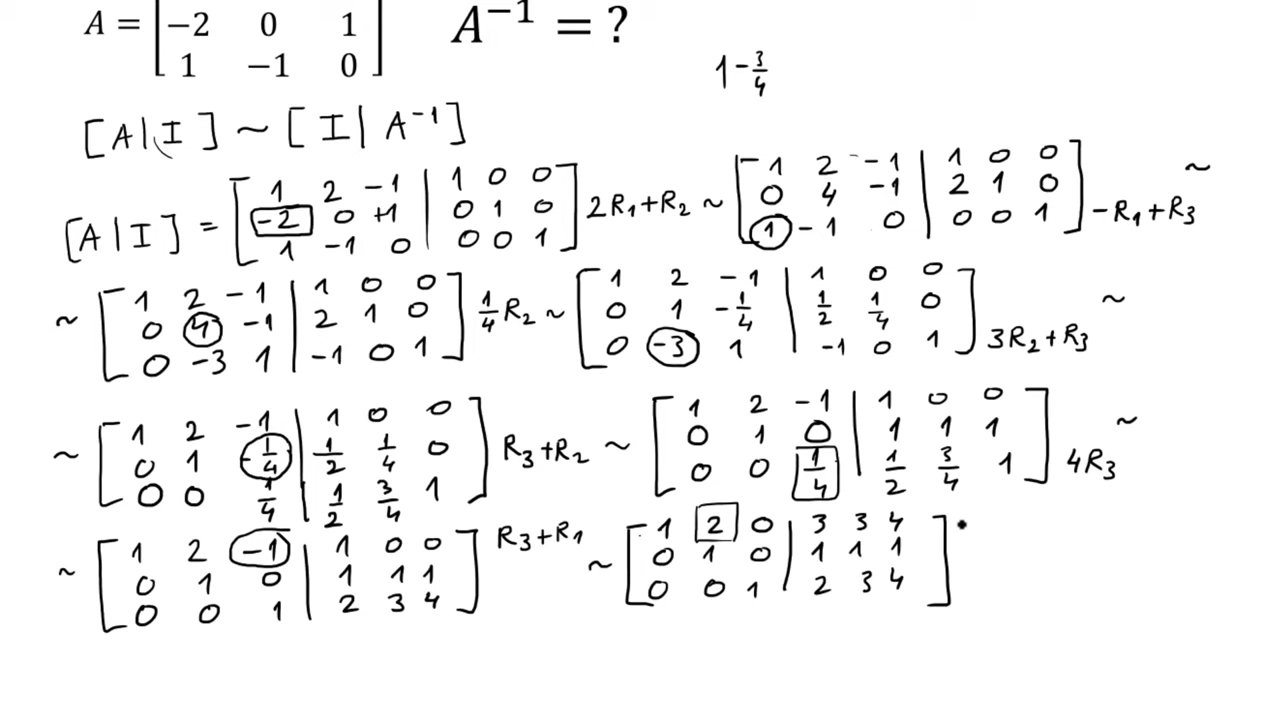 A = [ −2 0 1 ] A⁻¹ = ?
1 −1 0
1 - 3/4
[A|I] ~ [I|A⁻¹]
[A|I] = [ 1 2 -1 | 1 0 0 ] 2R₁+R₂ ~ [ 1 2 -1 | 1 0 0 ] ~
-2 0 +1 | 0 1 0 0 4 -1 | 2 1 0
1 -1 0 | 0 0 1 1 -1 0 | 0 0 1 -R₁+R₃
~ [ 1 2 -1 | 1 0 0 ] 1/4 R₂ ~ [ 1 2 -1 | 1 0 0 ] ~
0 4 -1 | 2 1 0 0 1 -1/4 | 1/2 1/4 0
0 -3 1 | -1 0 1 0 -3 1 | -1 0 1 3R₂+R₃
~ [ 1 2 -1 | 1 0 0 ] R₃+R₂ ~ [ 1 2 -1 | 1 0 0 ] ~
0 1 -1/4 | 1/2 1/4 0 0 1 0 | 1 1 1
0 0 1/4 | 1/2 3/4 1 0 0 1/4 | 1/2 3/4 1 4R₃
~ [ 1 2 -1 | 1 0 0 ] R₃+R₁ ~ [ 1 2 0 | 3 3 4 ]
0 1 0 | 1 1 1 0 1 0 | 1 1 1
0 0 1 | 2 3 4 0 0 1 | 2 3 4